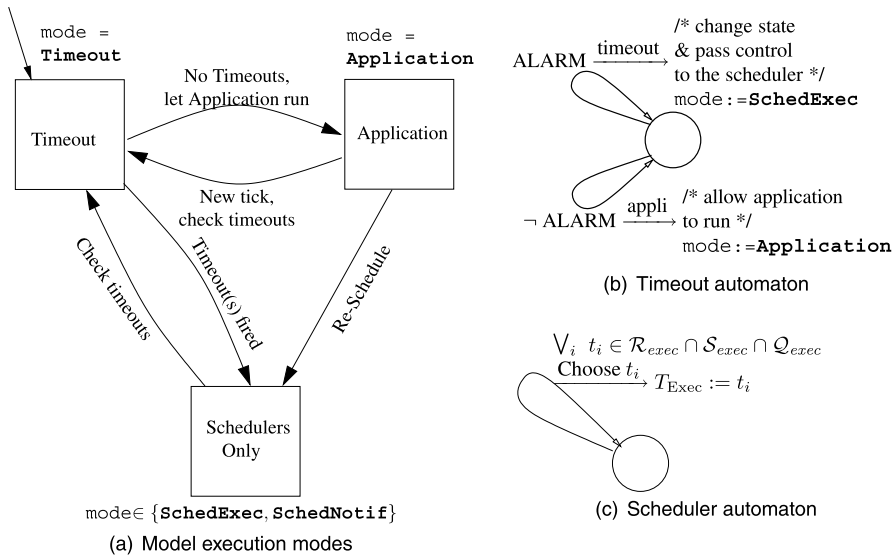 mode =
Timeout
mode =
Application
No Timeouts,
let Application run
Timeout
Application
New tick,
check timeouts
Check timeouts
Timeout(s) fired
Re-Schedule
Schedulers
Only
mode∈ {SchedExec,SchedNotif}
(a) Model execution modes
ALARM timeout /* change state
& pass control
to the scheduler */
mode:=SchedExec
¬ ALARM appli /* allow application
to run */
mode:=Application
(b) Timeout automaton
⋁i ti ∈ Rexec ∩ Sexec ∩ Qexec
Choose ti
TExec := ti
(c) Scheduler automaton